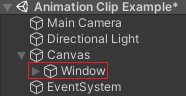 Animation Clip Example*
Main Camera
Directional Light
Canvas
Window
EventSystem